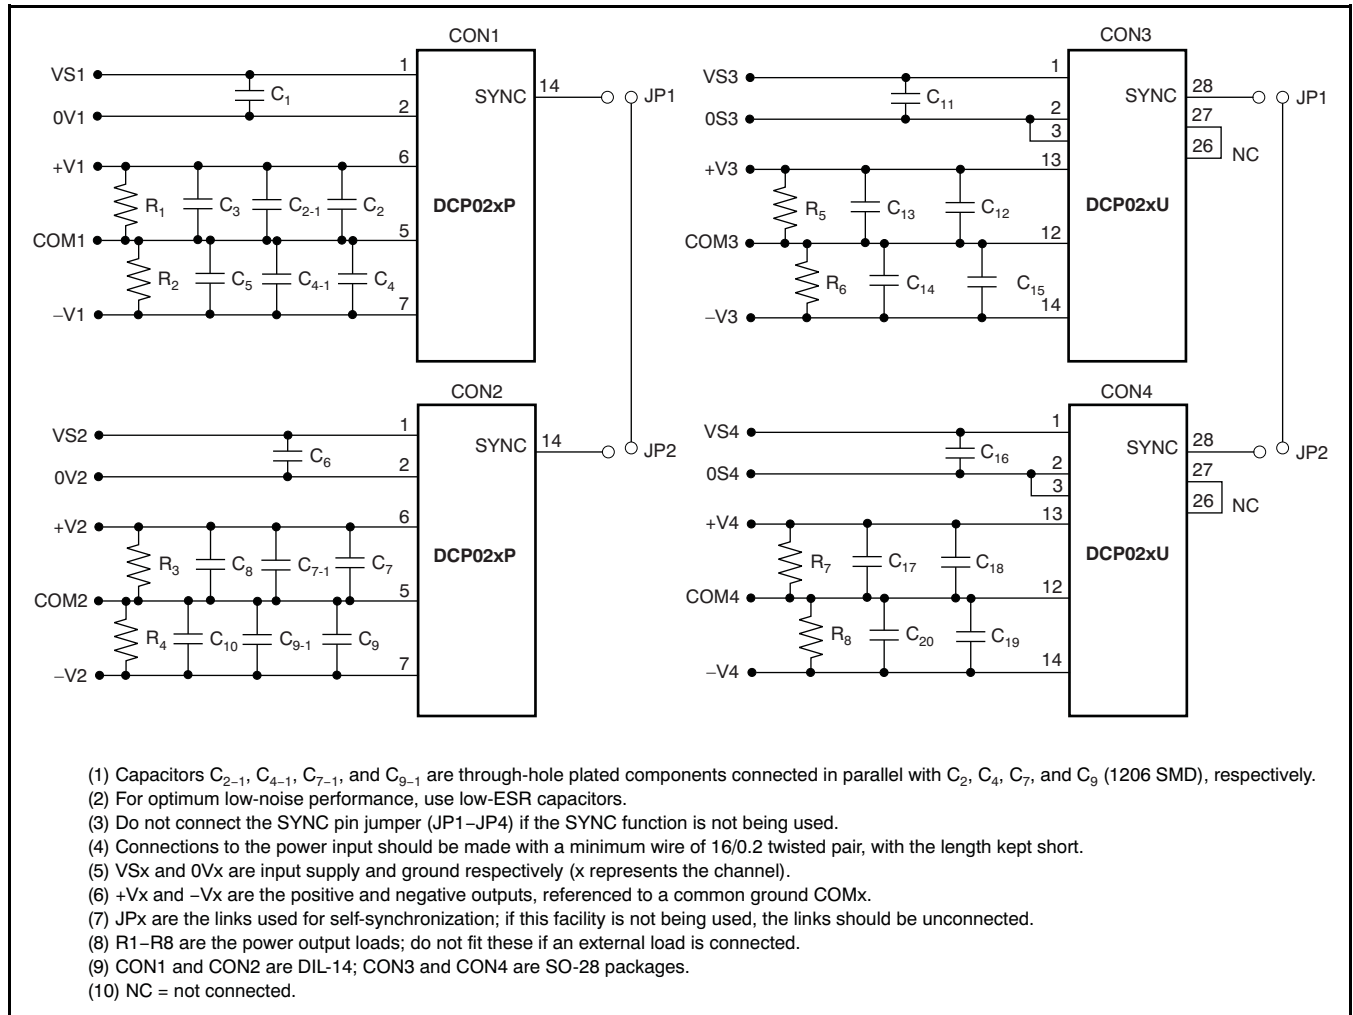 CON1
VS1
1
C1
SYNC
14
JP1
0V1
2
+V1
6
R1
C3
C2-1
C2
DCP02xP
COM1
5
R2
C5
C4-1
C4
−V1
7
CON3
VS3
1
C11
SYNC
28
JP1
0S3
2
3
27
26
NC
+V3
13
R5
C13
C12
DCP02xU
COM3
12
R6
C14
C15
−V3
14
CON2
VS2
1
C6
SYNC
14
JP2
0V2
2
+V2
6
R3
C8
C7-1
C7
DCP02xP
COM2
5
R4
C10
C9-1
C9
−V2
7
CON4
VS4
1
C16
SYNC
28
JP2
0S4
2
3
27
26
NC
+V4
13
R7
C17
C18
DCP02xU
COM4
12
R8
C20
C19
−V4
14
(1) Capacitors C2−1, C4−1, C7−1, and C9−1 are through-hole plated components connected in parallel with C2, C4, C7, and C9 (1206 SMD), respectively.
(2) For optimum low-noise performance, use low-ESR capacitors.
(3) Do not connect the SYNC pin jumper (JP1−JP4) if the SYNC function is not being used.
(4) Connections to the power input should be made with a minimum wire of 16/0.2 twisted pair, with the length kept short.
(5) VSx and 0Vx are input supply and ground respectively (x represents the channel).
(6) +Vx and −Vx are the positive and negative outputs, referenced to a common ground COMx.
(7) JPx are the links used for self-synchronization; if this facility is not being used, the links should be unconnected.
(8) R1−R8 are the power output loads; do not fit these if an external load is connected.
(9) CON1 and CON2 are DIL-14; CON3 and CON4 are SO-28 packages.
(10) NC = not connected.